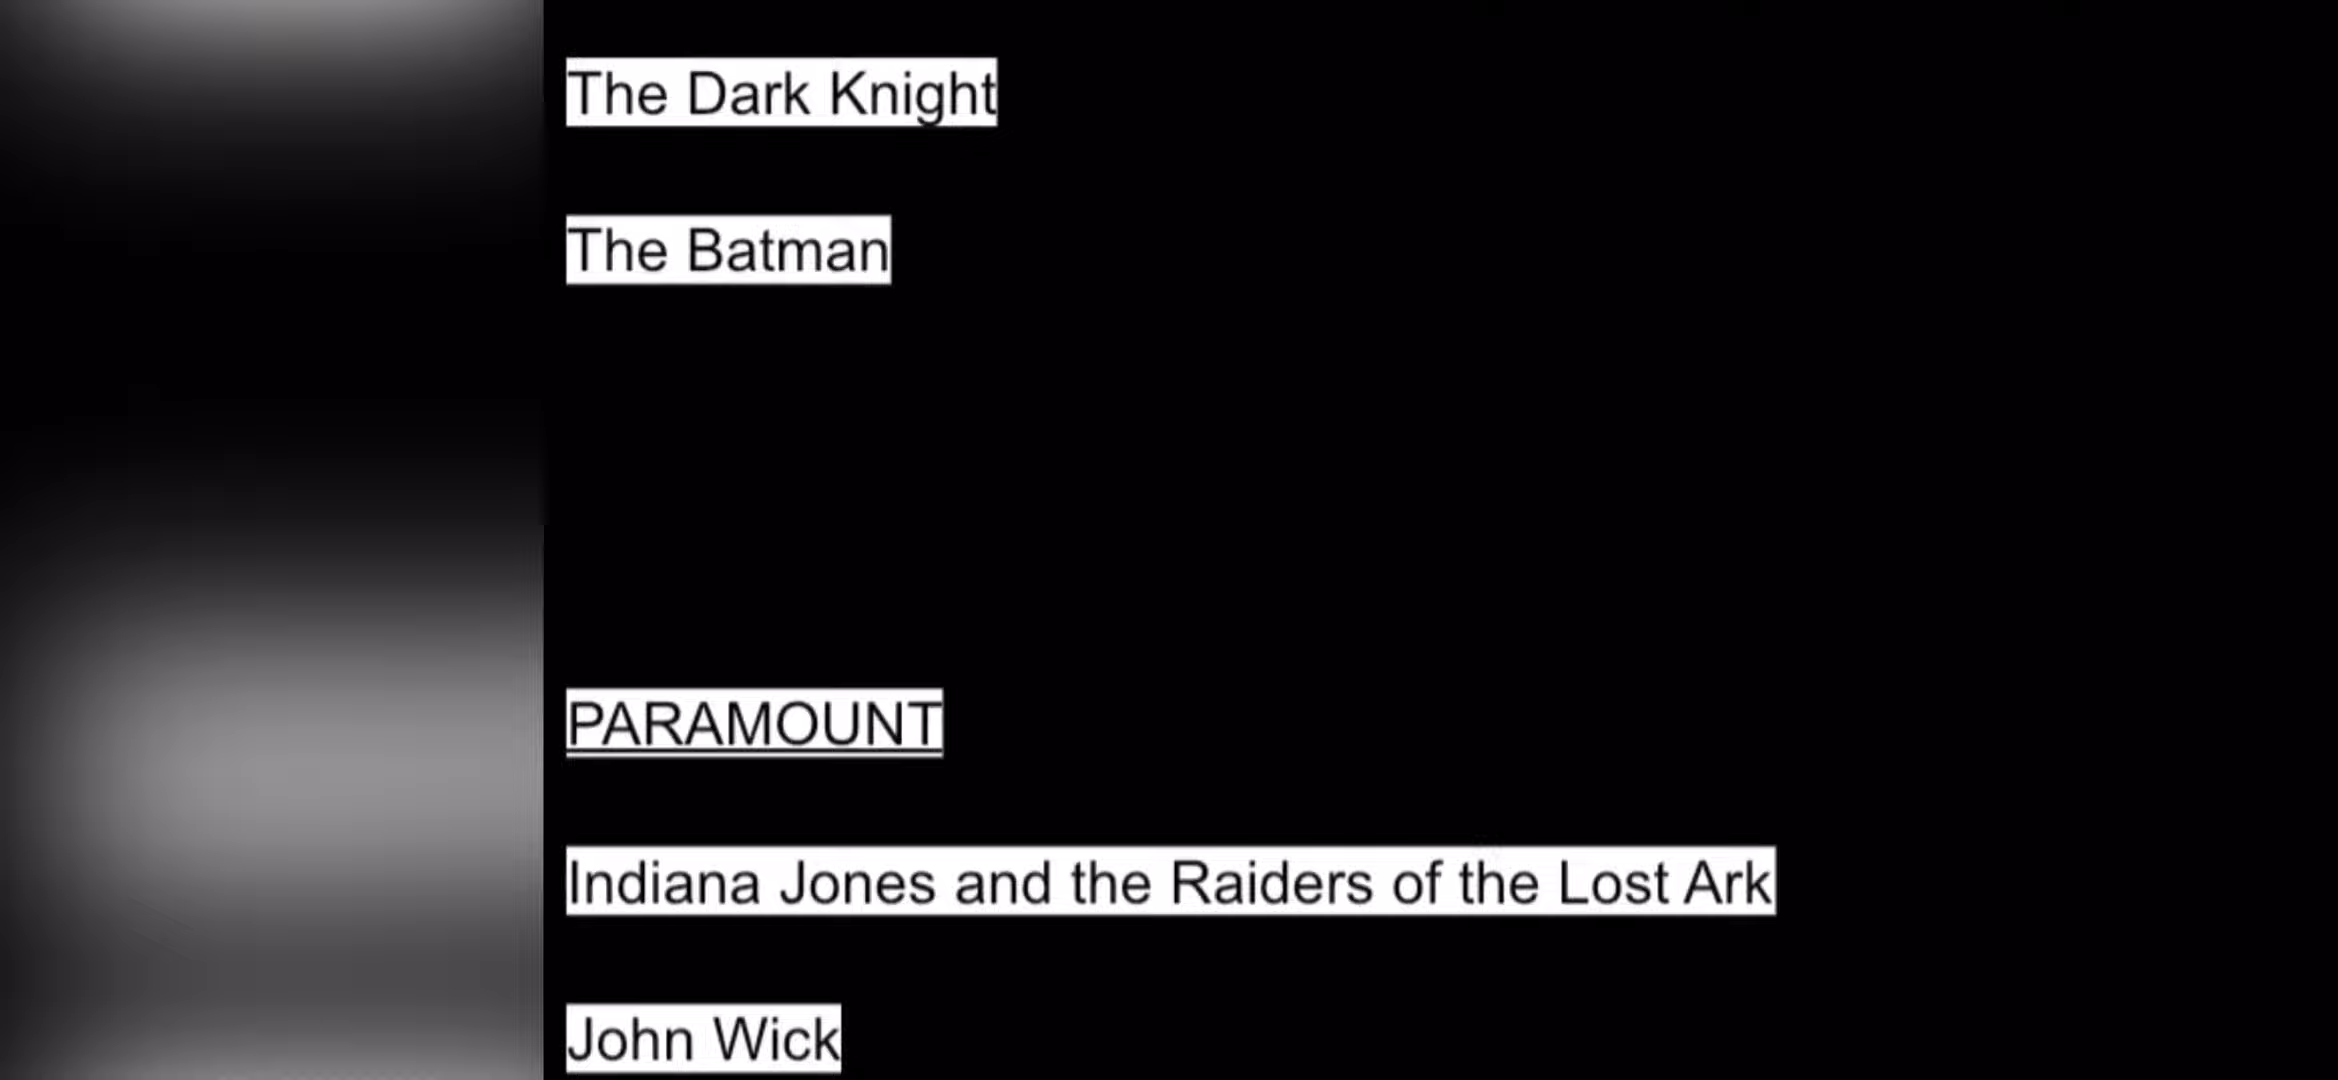 The Dark Knight
The Batman
PARAMOUNT
Indiana Jones and the Raiders of the Lost Ark
John Wick